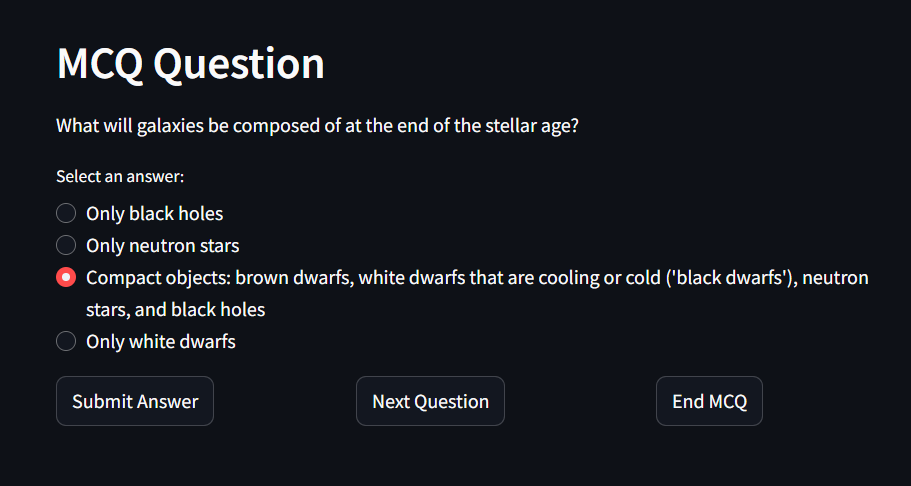 MCQ Question
What will galaxies be composed of at the end of the stellar age?
Select an answer:
Only black holes
Only neutron stars
Compact objects: brown dwarfs, white dwarfs that are cooling or cold ('black dwarfs'), neutron
stars, and black holes
Only white dwarfs
Submit Answer
Next Question
End MCQ